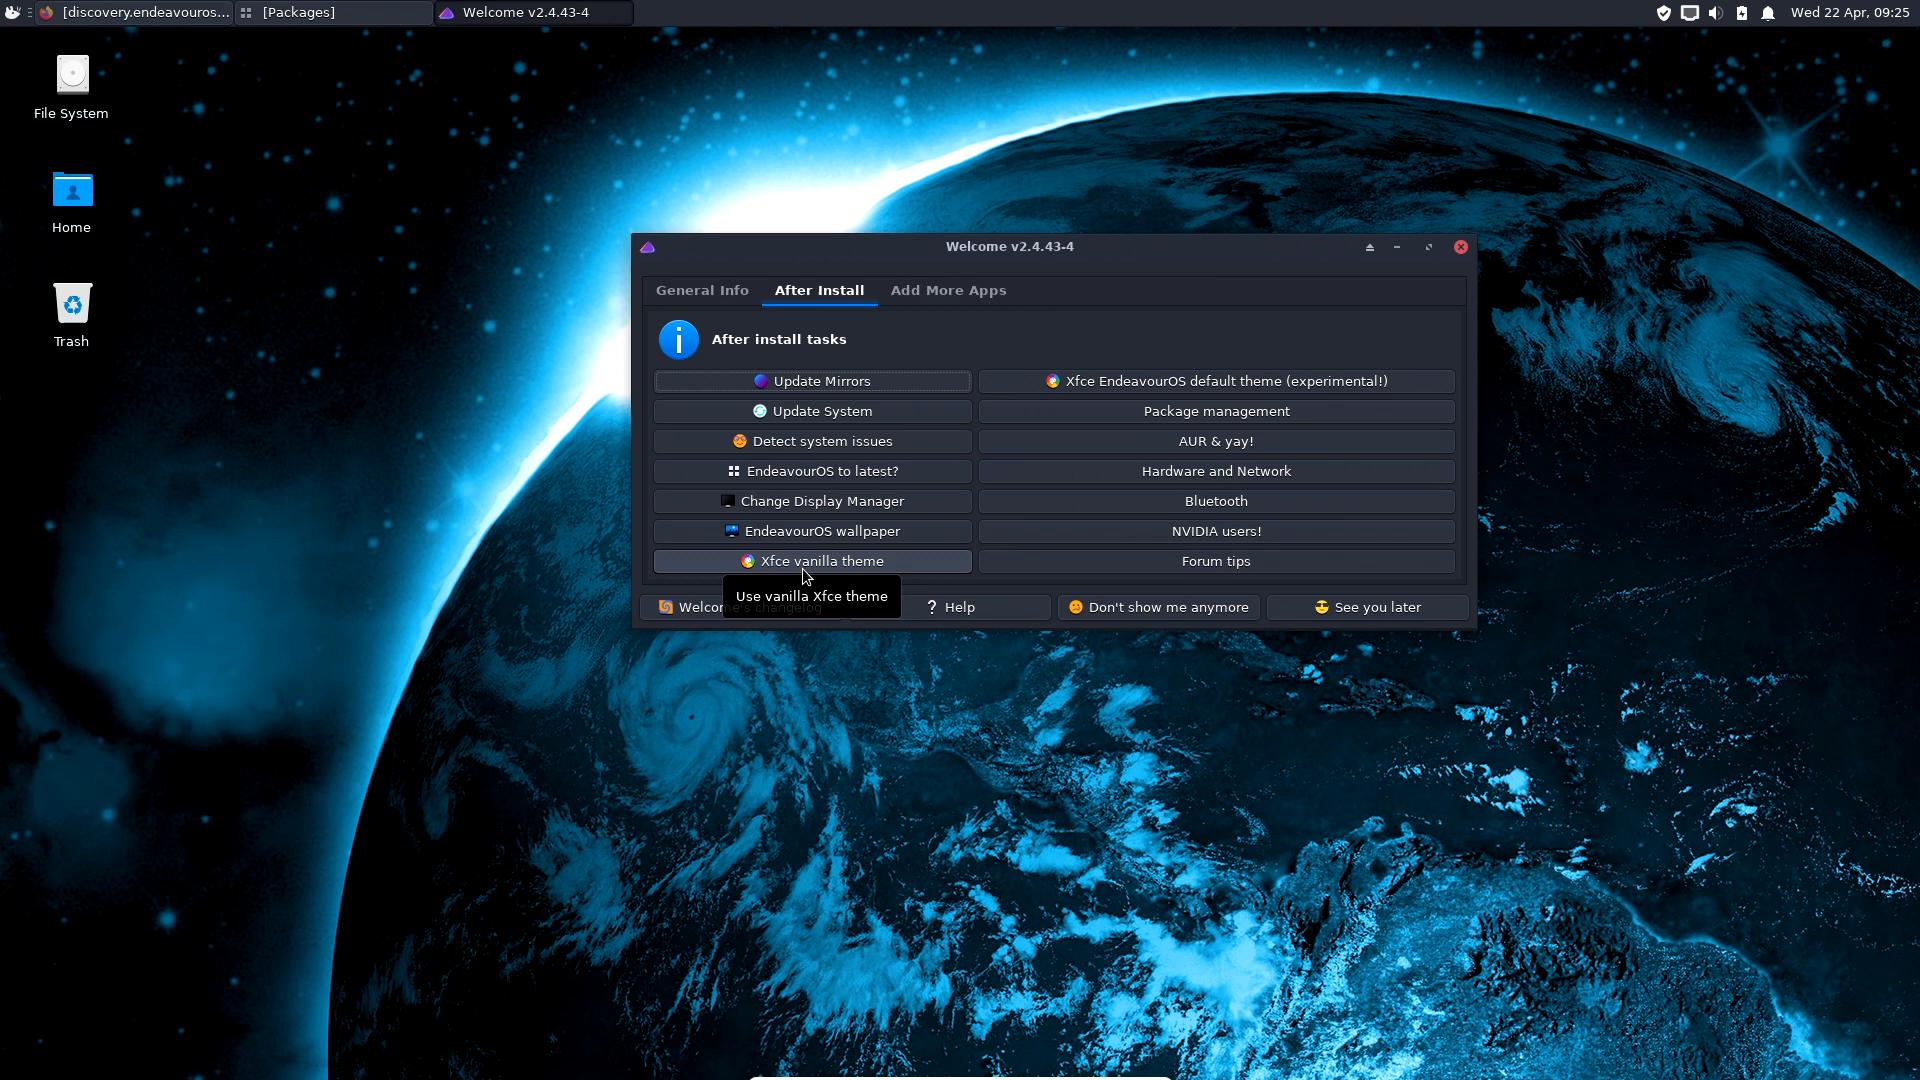 [discovery.endeavouros...
[Packages]
Welcome v2.4.43-4
Wed 22 Apr, 09:25
File System
Home
Trash
Welcome v2.4.43-4
General Info
After Install
Add More Apps
After install tasks
Update Mirrors
Xfce EndeavourOS default theme (experimental!)
Update System
Package management
Detect system issues
AUR & yay!
EndeavourOS to latest?
Hardware and Network
Change Display Manager
Bluetooth
EndeavourOS wallpaper
NVIDIA users!
Xfce vanilla theme
Forum tips
Use vanilla Xfce theme
Welcome's changelog
? Help
Don't show me anymore
See you later